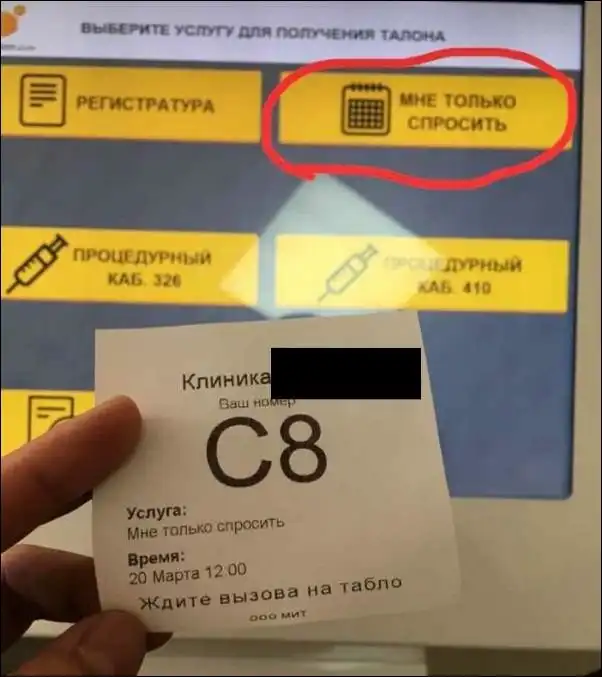 ВЫБЕРИТЕ УСЛУГУ ДЛЯ ПОЛУЧЕНИЯ ТАЛОНА
РЕГИСТРАТУРА
МНЕ ТОЛЬКО
СПРОСИТЬ
ПРОЦЕДУРНЫЙ
КАБ. 326
ПРОЦЕДУРНЫЙ
КАБ. 410
Клиника
Ваш номер
С8
Услуга:
Мне только спросить
Время:
20 Марта 12:00
Ждите вызова на табло
ООО МИТ